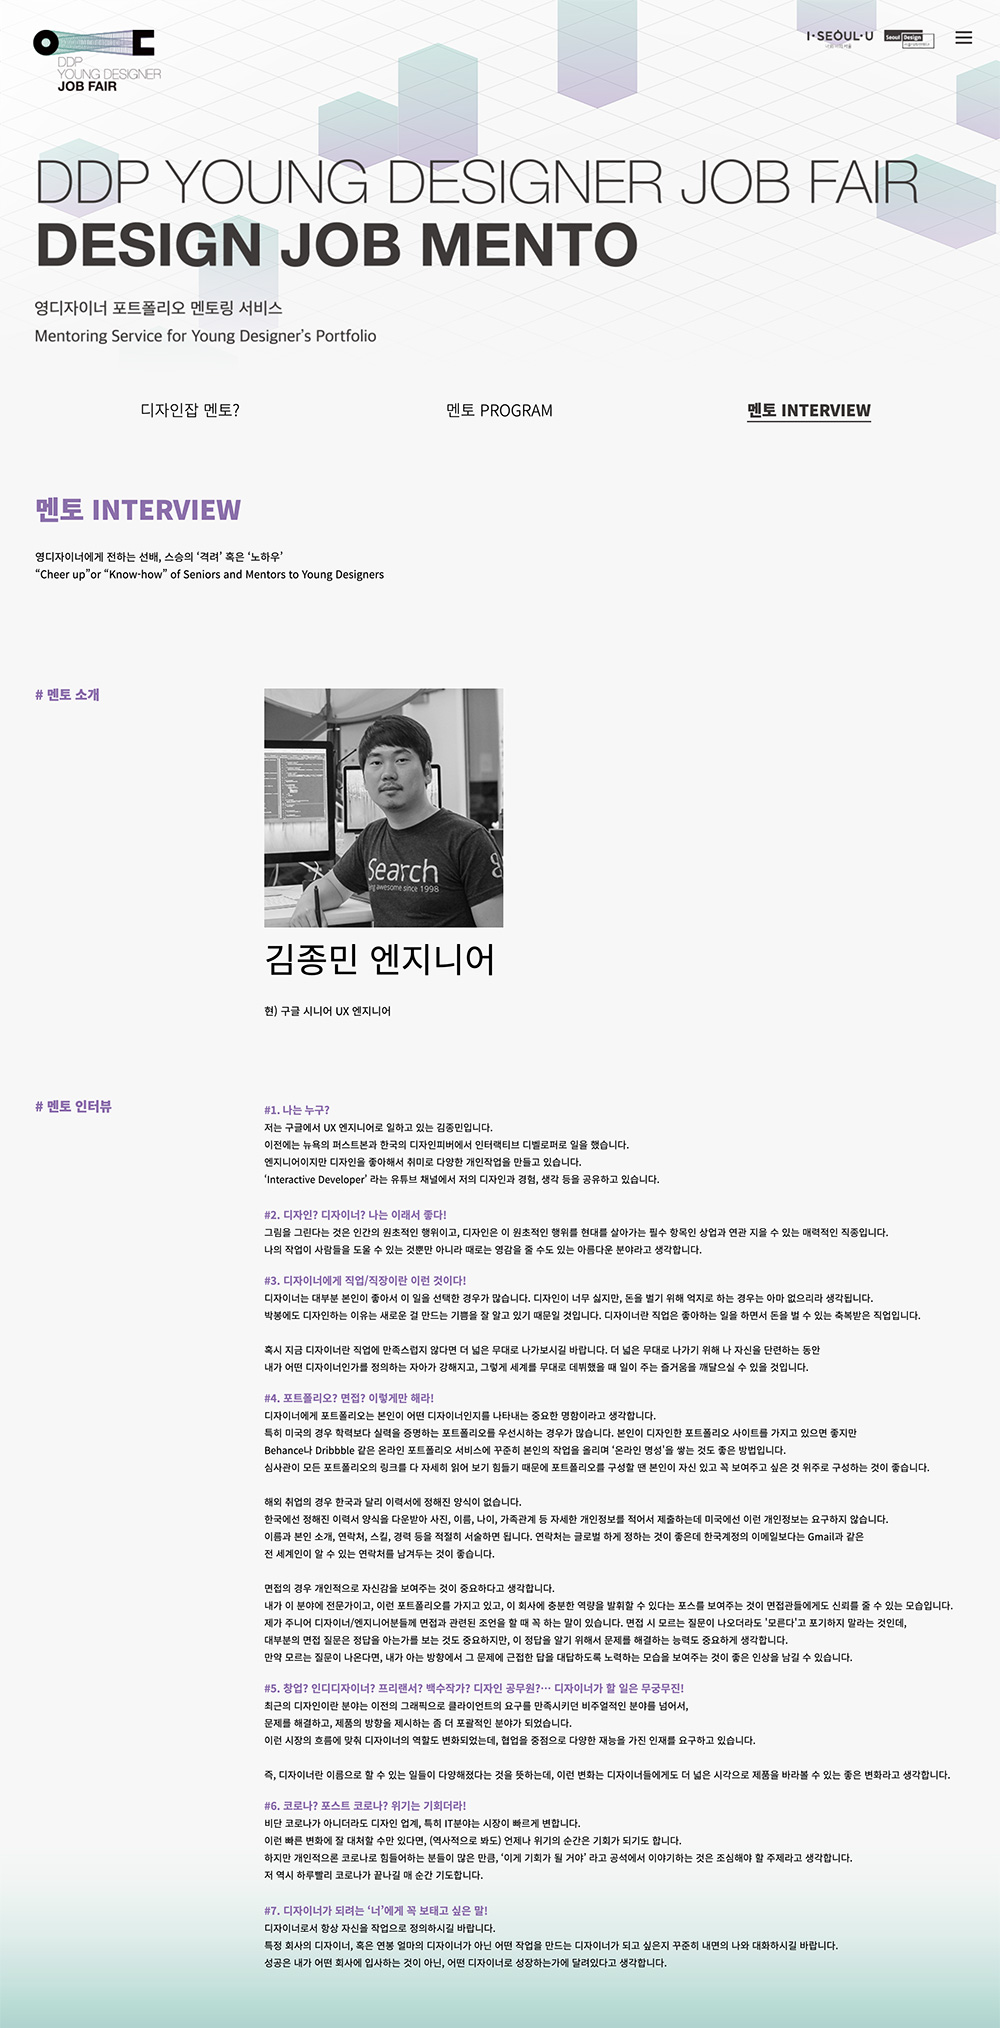 DDP
YOUNG DESIGNER
JOB FAIR
I·SEOUL·U
너와 나의 서울
Seoul Design
DDP YOUNG DESIGNER JOB FAIR
DESIGN JOB MENTO
영디자이너 포트폴리오 멘토링 서비스
Mentoring Service for Young Designer's Portfolio
디자인잡 멘토?
멘토 PROGRAM
멘토 INTERVIEW
멘토 INTERVIEW
영디자이너에게 전하는 선배, 스승의 ‘격려’ 혹은 ‘노하우’
“Cheer up”or “Know-how” of Seniors and Mentors to Young Designers
# 멘토 소개
Search
awesome since 1998
김종민 엔지니어
현) 구글 시니어 UX 엔지니어
# 멘토 인터뷰
#1. 나는 누구?
저는 구글에서 UX 엔지니어로 일하고 있는 김종민입니다.
이전에는 뉴욕의 퍼스트본과 한국의 디자인피버에서 인터랙티브 디벨로퍼로 일을 했습니다.
엔지니어이지만 디자인을 좋아해서 취미로 다양한 개인작업을 만들고 있습니다.
'Interactive Developer' 라는 유튜브 채널에서 저의 디자인과 경험, 생각 등을 공유하고 있습니다.
#2. 디자인? 디자이너? 나는 이래서 좋다!
그림을 그린다는 것은 인간의 원초적인 행위이고, 디자인은 이 원초적인 행위를 현대를 살아가는 필수 항목인 상업과 연관 지을 수 있는 매력적인 직종입니다.
나의 작업이 사람들을 도울 수 있는 것뿐만 아니라 때로는 영감을 줄 수도 있는 아름다운 분야라고 생각합니다.
#3. 디자이너에게 직업/직장이란 이런 것이다!
디자이너는 대부분 본인이 좋아서 이 일을 선택한 경우가 많습니다. 디자인이 너무 싫지만, 돈을 벌기 위해 억지로 하는 경우는 아마 없으리라 생각됩니다.
박봉에도 디자인하는 이유는 새로운 걸 만드는 기쁨을 잘 알고 있기 때문일 것입니다. 디자이너란 직업은 좋아하는 일을 하면서 돈을 벌 수 있는 축복받은 직업입니다.
혹시 지금 디자이너란 직업에 만족스럽지 않다면 더 넓은 무대로 나가보시길 바랍니다. 더 넓은 무대로 나가기 위해 나 자신을 단련하는 동안
내가 어떤 디자이너인가를 정의하는 자아가 강해지고, 그렇게 세계를 무대로 데뷔했을 때 일이 주는 즐거움을 깨달으실 수 있을 것입니다.
#4. 포트폴리오? 면접? 이렇게만 해라!
디자이너에게 포트폴리오는 본인이 어떤 디자이너인지를 나타내는 중요한 명함이라고 생각합니다.
특히 미국의 경우 학력보다 실력을 증명하는 포트폴리오를 우선시하는 경우가 많습니다. 본인이 디자인한 포트폴리오 사이트를 가지고 있으면 좋지만
Behance나 Dribbble 같은 온라인 포트폴리오 서비스에 꾸준히 본인의 작업을 올리며 ‘온라인 명성’을 쌓는 것도 좋은 방법입니다.
심사관이 모든 포트폴리오의 링크를 다 자세히 읽어 보기 힘들기 때문에 포트폴리오를 구성할 땐 본인이 자신 있고 꼭 보여주고 싶은 것 위주로 구성하는 것이 좋습니다.
해외 취업의 경우 한국과 달리 이력서에 정해진 양식이 없습니다.
한국에선 정해진 이력서 양식을 다운받아 사진, 이름, 나이, 가족관계 등 자세한 개인정보를 적어서 제출하는데 미국에선 이런 개인정보는 요구하지 않습니다.
이름과 본인 소개, 연락처, 스킬, 경력 등을 적절히 서술하면 됩니다. 연락처는 글로벌 하게 정하는 것이 좋은데 한국계정의 이메일보다는 Gmail과 같은
전 세계인이 알 수 있는 연락처를 남겨두는 것이 좋습니다.
면접의 경우 개인적으로 자신감을 보여주는 것이 중요하다고 생각합니다.
내가 이 분야에 전문가이고, 이런 포트폴리오를 가지고 있고, 이 회사에 충분한 역량을 발휘할 수 있다는 포스를 보여주는 것이 면접관들에게도 신뢰를 줄 수 있는 모습입니다.
제가 주니어 디자이너/엔지니어분들께 면접과 관련된 조언을 할 때 꼭 하는 말이 있습니다. 면접 시 모르는 질문이 나오더라도 '모른다'고 포기하지 말라는 것인데,
대부분의 면접 질문은 정답을 아는가를 보는 것도 중요하지만, 이 정답을 알기 위해서 문제를 해결하는 능력도 중요하게 생각합니다.
만약 모르는 질문이 나온다면, 내가 아는 방향에서 그 문제에 근접한 답을 대답하도록 노력하는 모습을 보여주는 것이 좋은 인상을 남길 수 있습니다.
#5. 창업? 인디디자이너? 프리랜서? 백수작가? 디자인 공무원?… 디자이너가 할 일은 무궁무진!
최근의 디자인이란 분야는 이전의 그래픽으로 클라이언트의 요구를 만족시키던 비주얼적인 분야를 넘어서,
문제를 해결하고, 제품의 방향을 제시하는 좀 더 포괄적인 분야가 되었습니다.
이런 시장의 흐름에 맞춰 디자이너의 역할도 변화되었는데, 협업을 중점으로 다양한 재능을 가진 인재를 요구하고 있습니다.
즉, 디자이너란 이름으로 할 수 있는 일들이 다양해졌다는 것을 뜻하는데, 이런 변화는 디자이너들에게도 더 넓은 시각으로 제품을 바라볼 수 있는 좋은 변화라고 생각합니다.
#6. 코로나? 포스트 코로나? 위기는 기회더라!
비단 코로나가 아니더라도 디자인 업계, 특히 IT분야는 시장이 빠르게 변합니다.
이런 빠른 변화에 잘 대처할 수만 있다면, (역사적으로 봐도) 언제나 위기의 순간은 기회가 되기도 합니다.
하지만 개인적으론 코로나로 힘들어하는 분들이 많은 만큼, ‘이게 기회가 될 거야’ 라고 공석에서 이야기하는 것은 조심해야 할 주제라고 생각합니다.
저 역시 하루빨리 코로나가 끝나길 매 순간 기도합니다.
#7. 디자이너가 되려는 ‘너’에게 꼭 보태고 싶은 말!
디자이너로서 항상 자신을 작업으로 정의하시길 바랍니다.
특정 회사의 디자이너, 혹은 연봉 얼마의 디자이너가 아닌 어떤 작업을 만드는 디자이너가 되고 싶은지 꾸준히 내면의 나와 대화하시길 바랍니다.
성공은 내가 어떤 회사에 입사하는 것이 아닌, 어떤 디자이너로 성장하는가에 달려있다고 생각합니다.